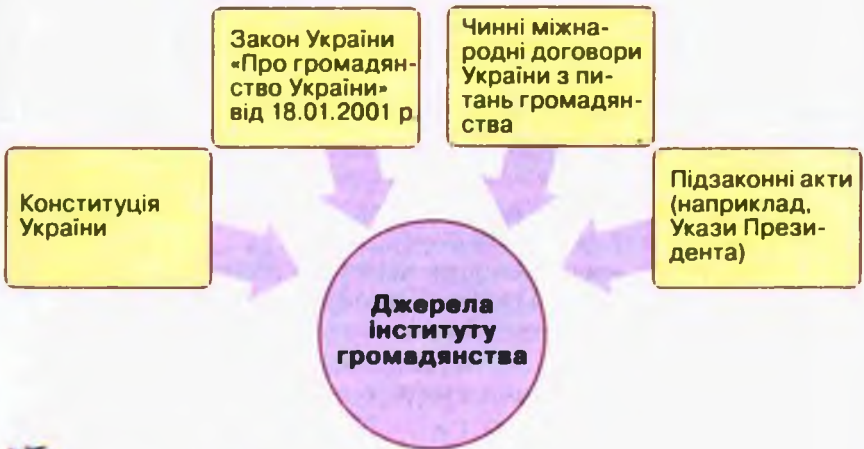 Конституція
України
Закон України
«Про громадян-
ство України»
від 18.01.2001 р.
Чинні міжна-
родні договори
України з пи-
тань громадян-
ства
Підзаконні акти
(наприклад,
Укази Прези-
дента)
Джерела
інституту
громадянства